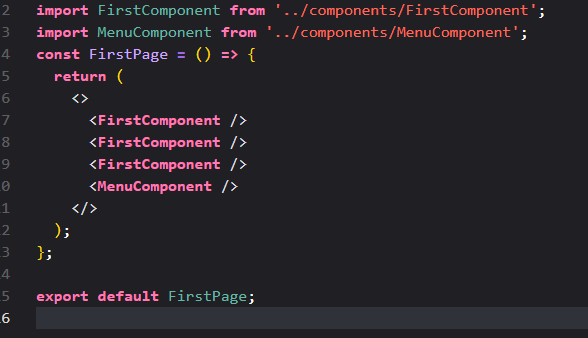 2 import FirstComponent from '../components/FirstComponent';
3 import MenuComponent from '../components/MenuComponent';
4 const FirstPage = () => {
5   return (
6     <>
7       <FirstComponent />
8       <FirstComponent />
9       <FirstComponent />
0       <MenuComponent />
1     </>
2   );
3 };
4
5 export default FirstPage;
6